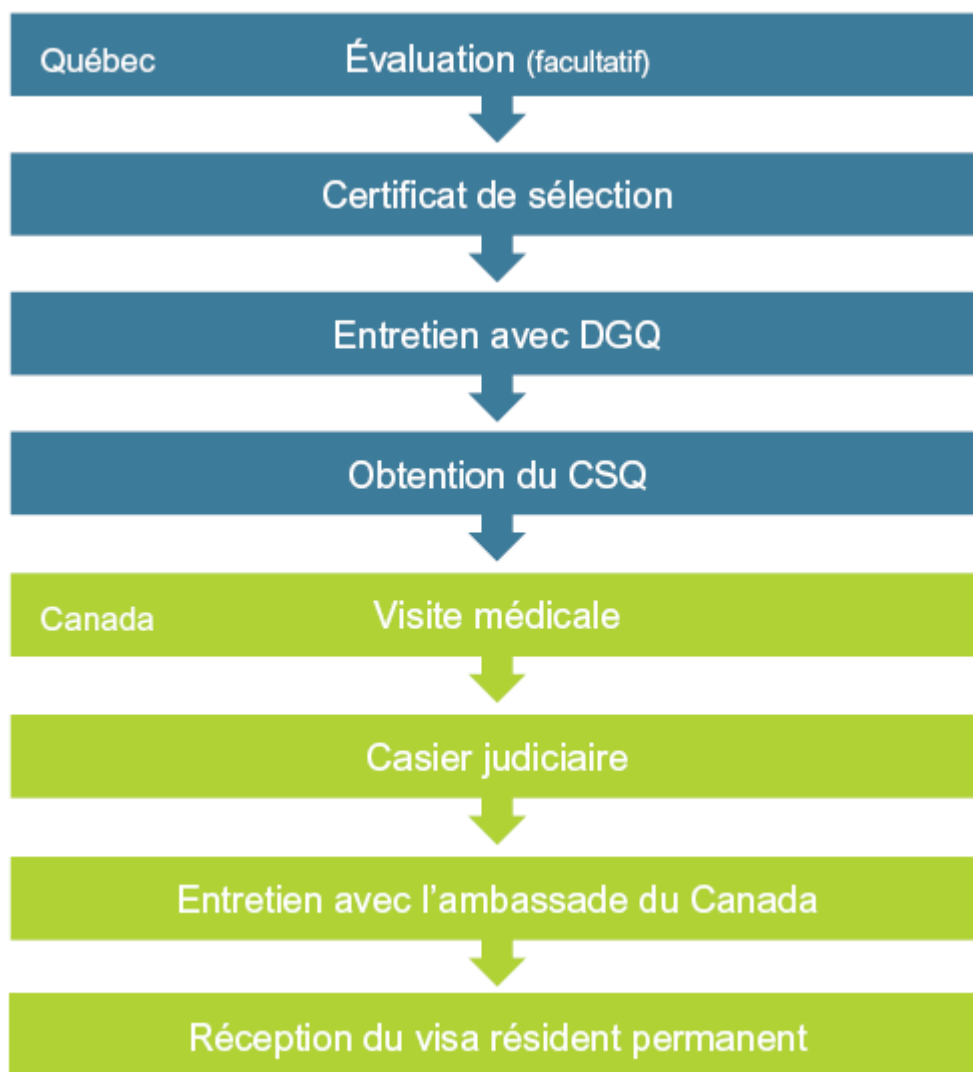 Québec Évaluation (facultatif)
Certificat de sélection
Entretien avec DGQ
Obtention du CSQ
Canada Visite médicale
Casier judiciaire
Entretien avec l'ambassade du Canada
Réception du visa résident permanent